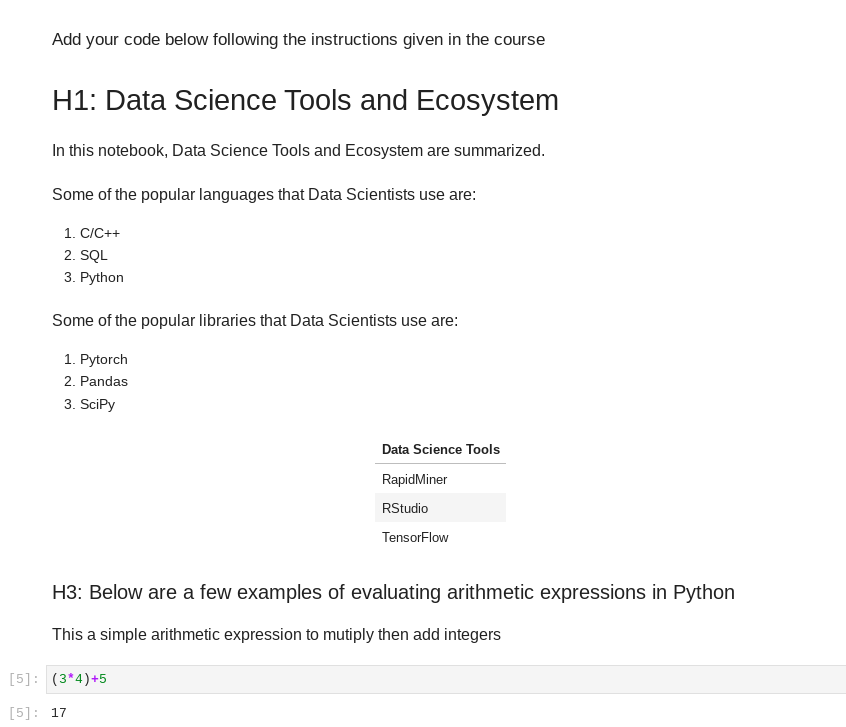 Add your code below following the instructions given in the course
H1: Data Science Tools and Ecosystem
In this notebook, Data Science Tools and Ecosystem are summarized.
Some of the popular languages that Data Scientists use are:
1. C/C++
2. SQL
3. Python
Some of the popular libraries that Data Scientists use are:
1. Pytorch
2. Pandas
3. SciPy
Data Science Tools
RapidMiner
RStudio
TensorFlow
H3: Below are a few examples of evaluating arithmetic expressions in Python
This a simple arithmetic expression to mutiply then add integers
[5]: (3*4)+5
[5]: 17